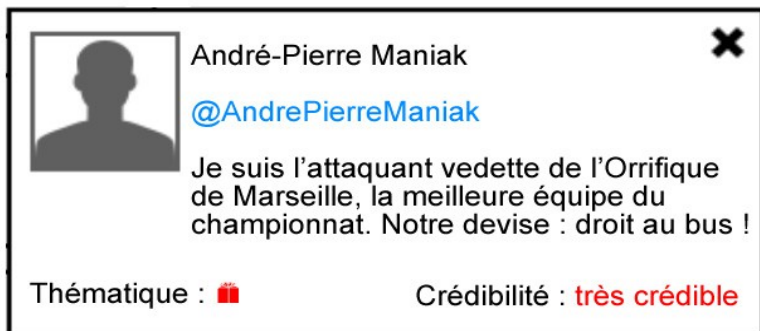 André-Pierre Maniak
@AndrePierreManiak
Je suis l'attaquant vedette de l'Orrifique
de Marseille, la meilleure équipe du
championnat. Notre devise : droit au bus !
Thématique :
Crédibilité : très crédible